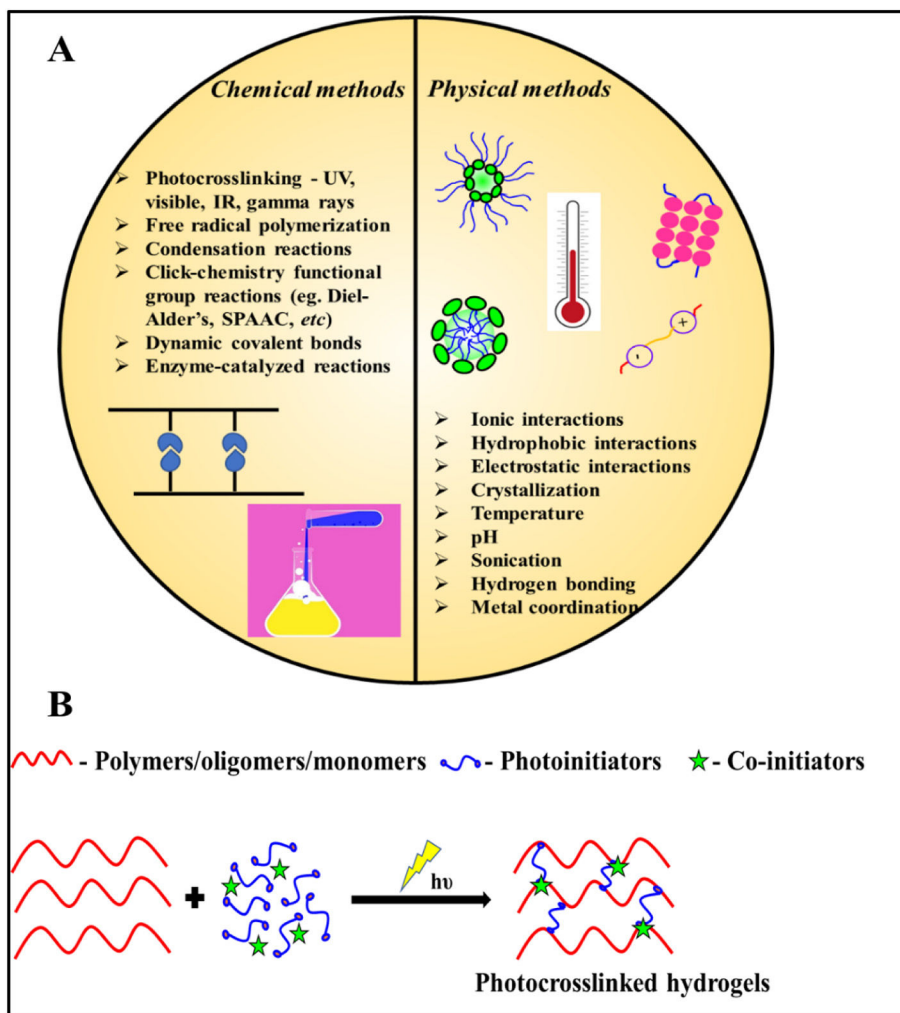 A
Chemical methods
Physical methods
➢ Photocrosslinking - UV,
visible, IR, gamma rays
➢ Free radical polymerization
➢ Condensation reactions
➢ Click-chemistry functional
group reactions (eg. Diel-
Alder's, SPAAC, etc)
➢ Dynamic covalent bonds
➢ Enzyme-catalyzed reactions
+
-
➢ Ionic interactions
➢ Hydrophobic interactions
➢ Electrostatic interactions
➢ Crystallization
➢ Temperature
➢ pH
➢ Sonication
➢ Hydrogen bonding
➢ Metal coordination
B
- Polymers/oligomers/monomers - Photoinitiators - Co-initiators
+
hυ
Photocrosslinked hydrogels